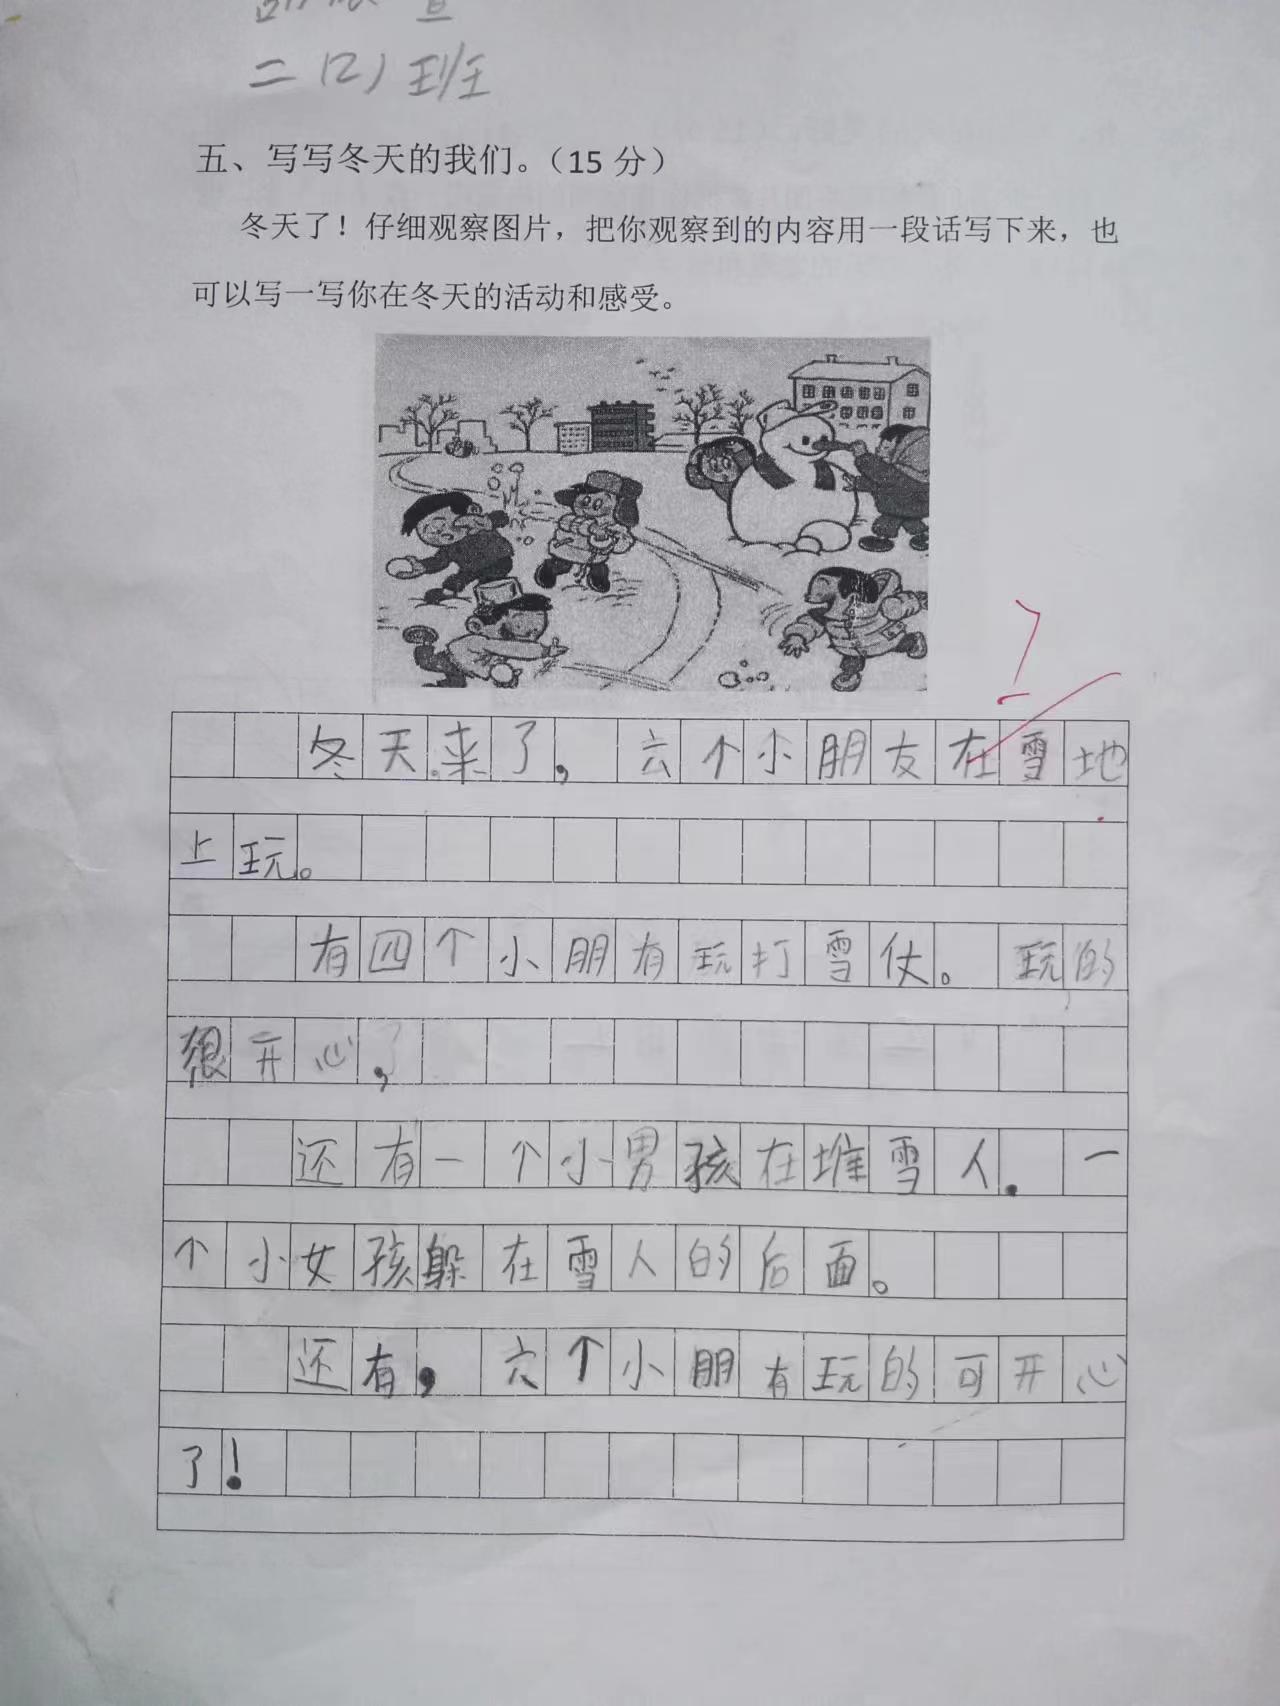 二(2)班
五、写写冬天的我们。（15分）
冬天了！仔细观察图片，把你观察到的内容用一段话写下来，也
可以写一写你在冬天的活动和感受。
冬天来了，六个小朋友在雪地
上玩。
有四个小朋有玩打雪仗。玩的
很开心，
还有一个小男孩在堆雪人．一
个小女孩躲在雪人的后面。
还有，六个小朋有玩的可开心
了！